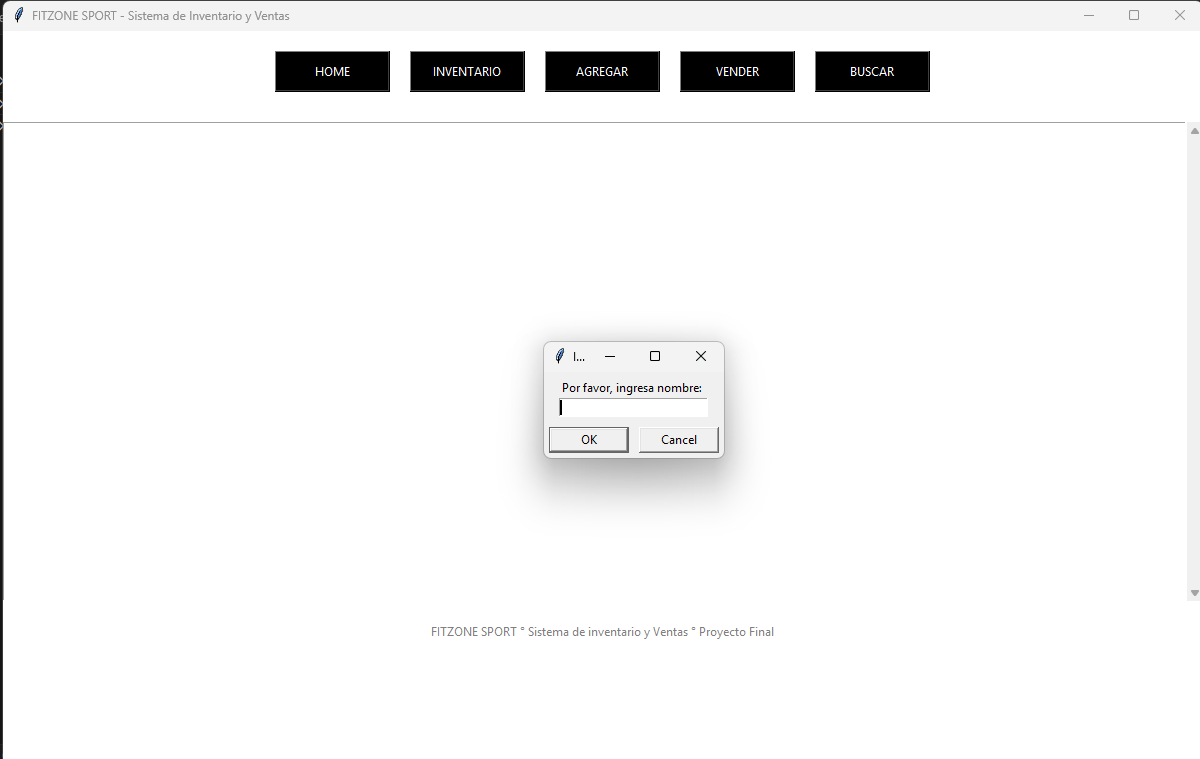 FITZONE SPORT - Sistema de Inventario y Ventas
HOME
INVENTARIO
AGREGAR
VENDER
BUSCAR
I...
Por favor, ingresa nombre:
OK
Cancel
FITZONE SPORT ° Sistema de inventario y Ventas ° Proyecto Final